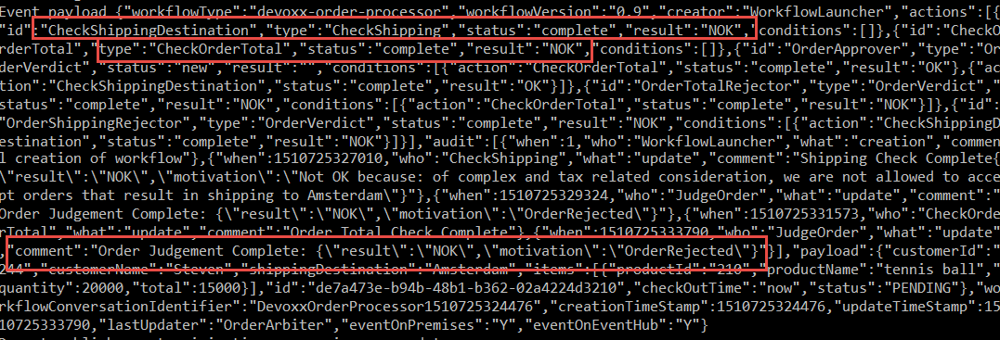 Event payload {"workflowType":"devoxx-order-processor","workflowVersion":"0.9","creator":"WorkflowLauncher","actions":[{
"id":"CheckShippingDestination","type":"CheckShipping","status":"complete","result":"NOK","conditions":[]},{"id":"CheckO
rderTotal","type":"CheckOrderTotal","status":"complete","result":"NOK","conditions":[]},{"id":"OrderApprover","type":"Or
derVerdict","status":"new","result":"","conditions":[{"action":"CheckOrderTotal","status":"complete","result":"OK"},{"ac
tion":"CheckShippingDestination","status":"complete","result":"OK"}]},{"id":"OrderTotalRejector","type":"OrderVerdict","
status":"complete","result":"NOK","conditions":[{"action":"CheckOrderTotal","status":"complete","result":"NOK"}]},{"id":
"OrderShippingRejector","type":"OrderVerdict","status":"complete","result":"NOK","conditions":[{"action":"CheckShippingD
estination","status":"complete","result":"NOK"}]}],"audit":[{"when":1,"who":"WorkflowLauncher","what":"creation","commen
l creation of workflow"},{"when":1510725327010,"who":"CheckShipping","what":"update","comment":"Shipping Check Complete{
\"result\":\"NOK\",\"motivation\":\"Not OK because: of complex and tax related consideration, we are not allowed to acce
pt orders that result in shipping to Amsterdam\"}"},{"when":1510725329324,"who":"JudgeOrder","what":"update","comment":"
Order Judgement Complete: {\"result\":\"NOK\",\"motivation\":\"OrderRejected\"}"},{"when":1510725331573,"who":"CheckOrde
rTotal","what":"update","comment":"Order Total Check Complete"},{"when":1510725333790,"who":"JudgeOrder","what":"update"
"comment":"Order Judgement Complete: {\"result\":\"NOK\",\"motivation\":\"OrderRejected\"}"}],"payload":{"customerId":"
244","customerName":"Steven","shippingDestination":"Amsterdam","items":[{"productId":"210","productName":"tennis ball","
quantity":20000,"total":15000}],"id":"de7a473e-b94b-48b1-b362-02a4224d3210","checkOutTime":"now","status":"PENDING"},"wo
rkflowConversationIdentifier":"DevoxxOrderProcessor1510725324476","creationTimeStamp":1510725324476,"updateTimeStamp":15
10725333790,"lastUpdater":"OrderArbiter","eventOnPremises":"Y","eventOnEventHub":"Y"}